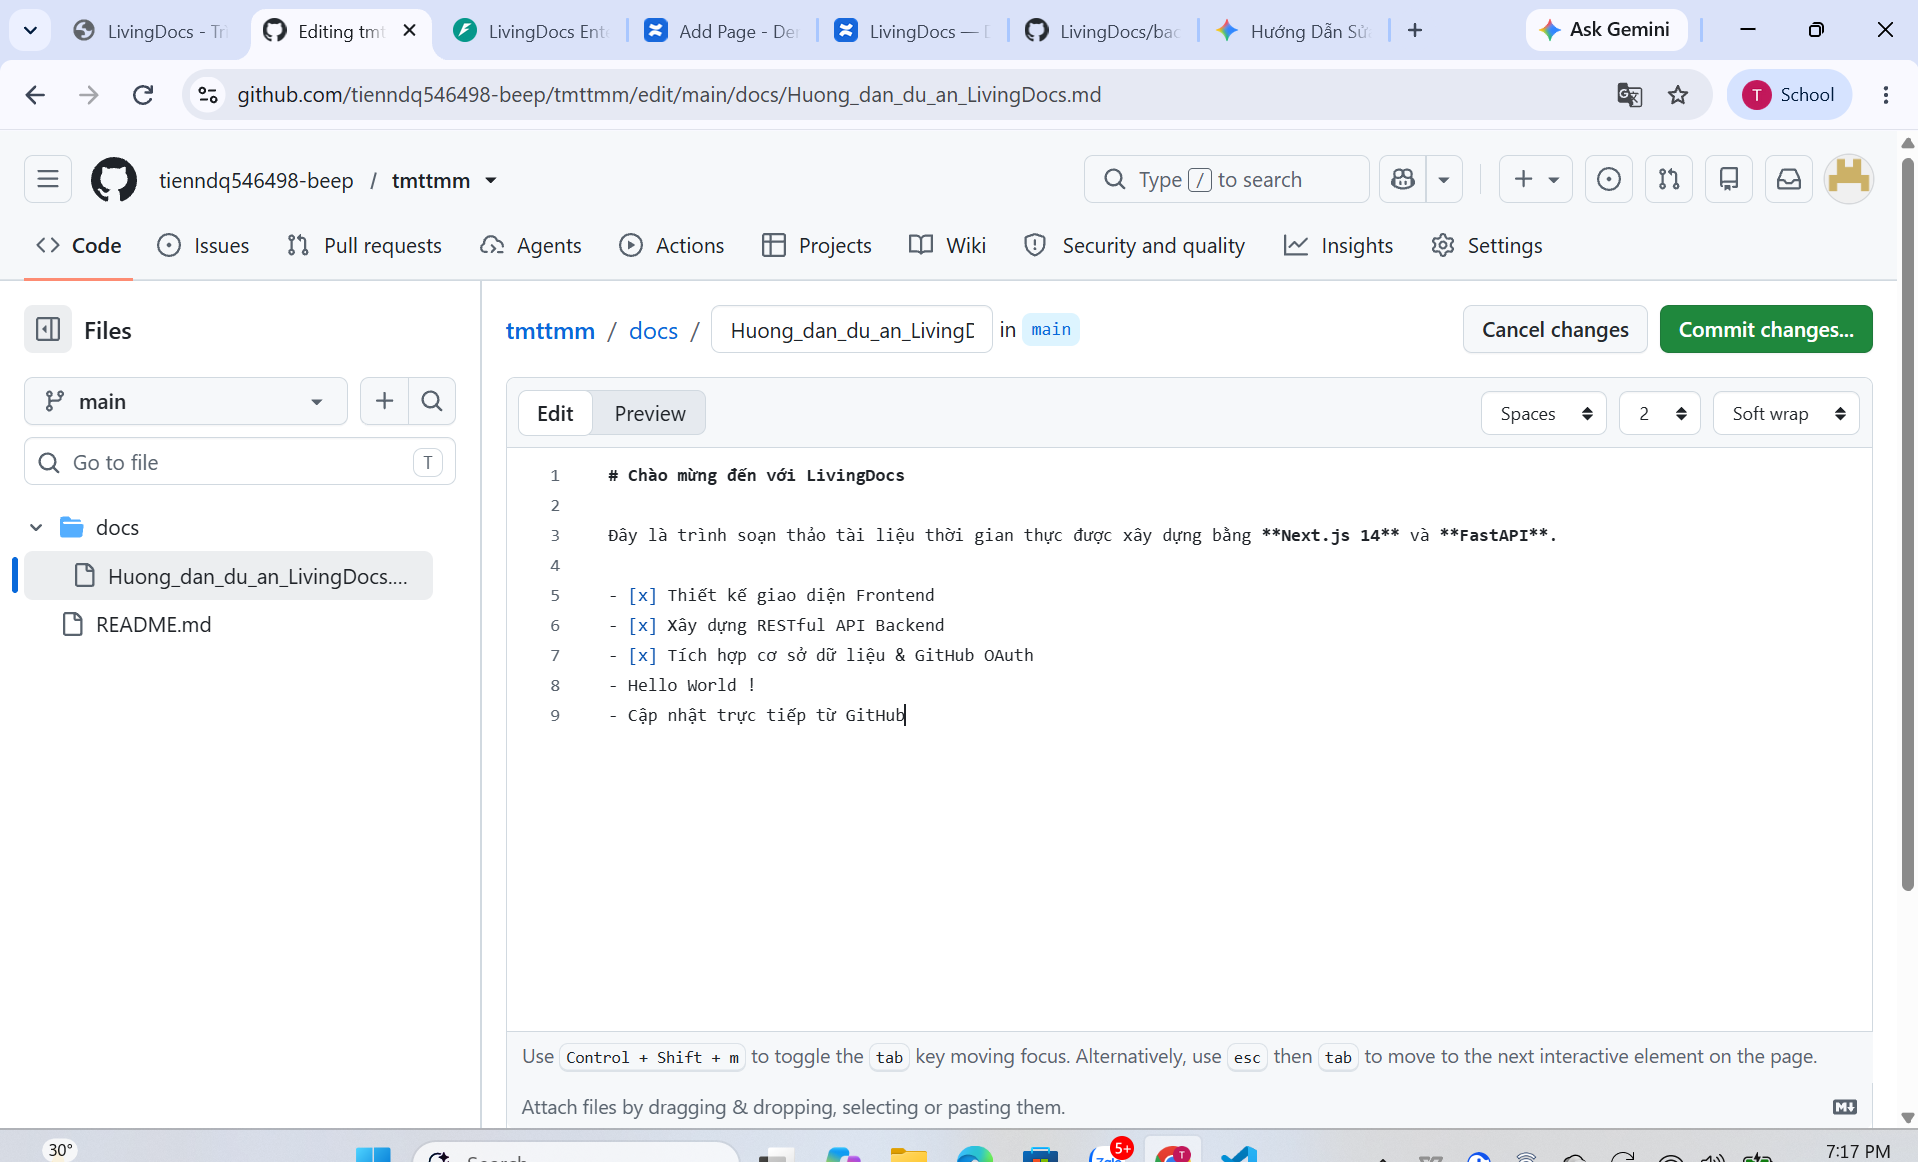 LivingDocs - Tr
Editing tmt
LivingDocs Ent
Add Page - De
LivingDocs —
LivingDocs/bac
Hướng Dẫn Sử
Ask Gemini
github.com/tienndq546498-beep/tmttmm/edit/main/docs/Huong_dan_du_an_LivingDocs.md
T School
tienndq546498-beep / tmttmm
Type / to search
Code Issues Pull requests Agents Actions Projects Wiki Security and quality Insights Settings
Files
tmttmm / docs / Huong_dan_du_an_LivingD in main
Cancel changes Commit changes...
main
Edit Preview
Spaces 2 Soft wrap
Go to file T
docs
Huong_dan_du_an_LivingDocs....
README.md
1 # Chào mừng đến với LivingDocs
2
3 Đây là trình soạn thảo tài liệu thời gian thực được xây dựng bằng **Next.js 14** và **FastAPI**.
4
5 - [x] Thiết kế giao diện Frontend
6 - [x] Xây dựng RESTful API Backend
7 - [x] Tích hợp cơ sở dữ liệu & GitHub OAuth
8 - Hello World !
9 - Cập nhật trực tiếp từ GitHub
Use Control + Shift + m to toggle the tab key moving focus. Alternatively, use esc then tab to move to the next interactive element on the page.
Attach files by dragging & dropping, selecting or pasting them.
30°
Search
Zalo
5+
T
7:17 PM